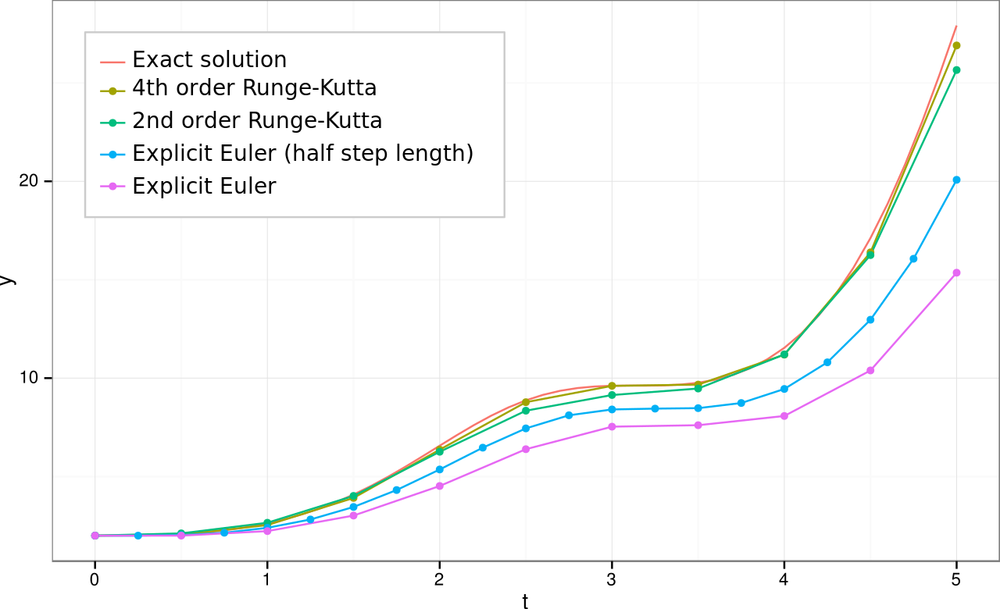 Exact solution
4th order Runge-Kutta
2nd order Runge-Kutta
Explicit Euler (half step length)
Explicit Euler
20
10
y
0 1 2 3 4 5
t